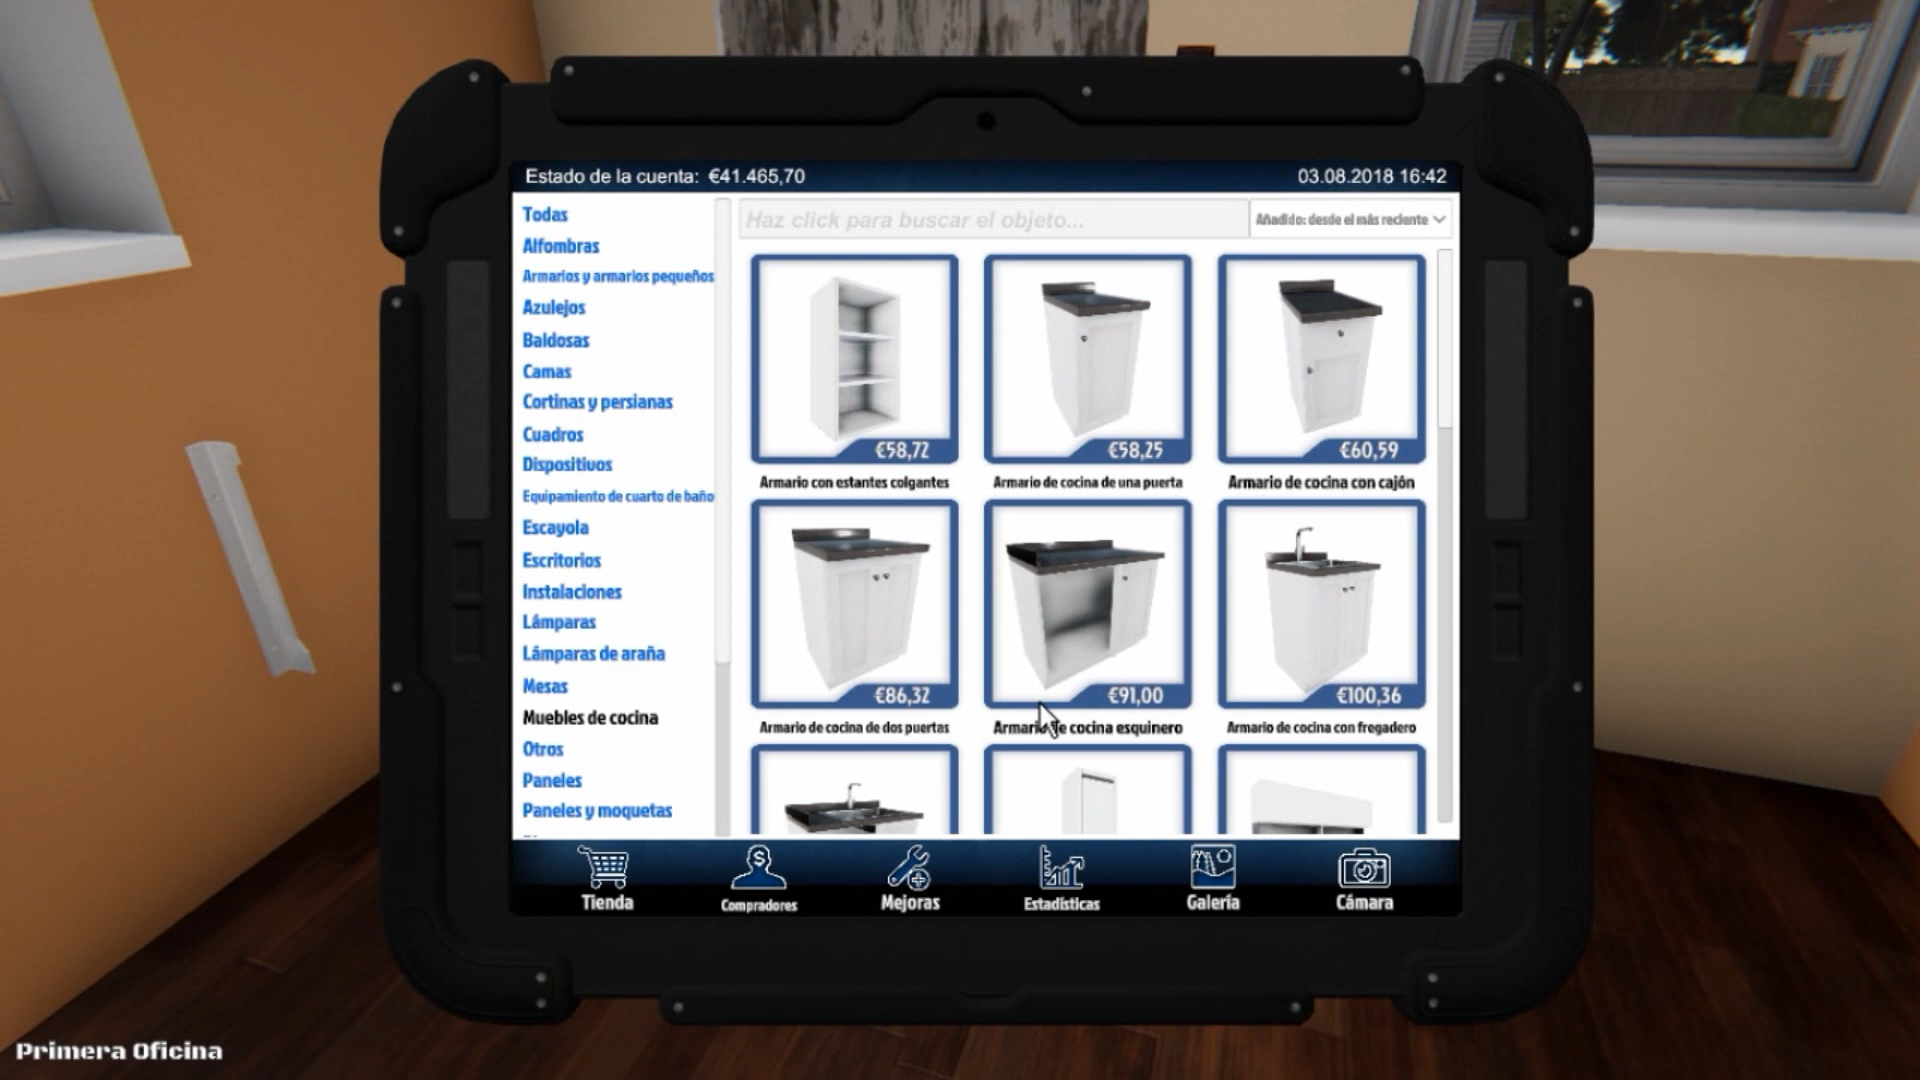 Estado de la cuenta: €41.465,70
03.08.2018 16:42
Todas
Alfombras
Armarios y armarios pequeños
Azulejos
Baldosas
Camas
Cortinas y persianas
Cuadros
Dispositivos
Equipamiento de cuarto de baño
Escayola
Escritorios
Instalaciones
Lámparas
Lámparas de araña
Mesas
Muebles de cocina
Otros
Paneles
Paneles y moquetas
Haz click para buscar el objeto...
Añadido: desde el más reciente
€58,72
€58,25
€60,59
Armario con estantes colgantes
Armario de cocina de una puerta
Armario de cocina con cajón
€86,32
€91,00
€100,36
Armario de cocina de dos puertas
Armario de cocina esquinero
Armario de cocina con fregadero
Tienda
Compradores
Mejoras
Estadísticas
Galería
Cámara
Primera Oficina